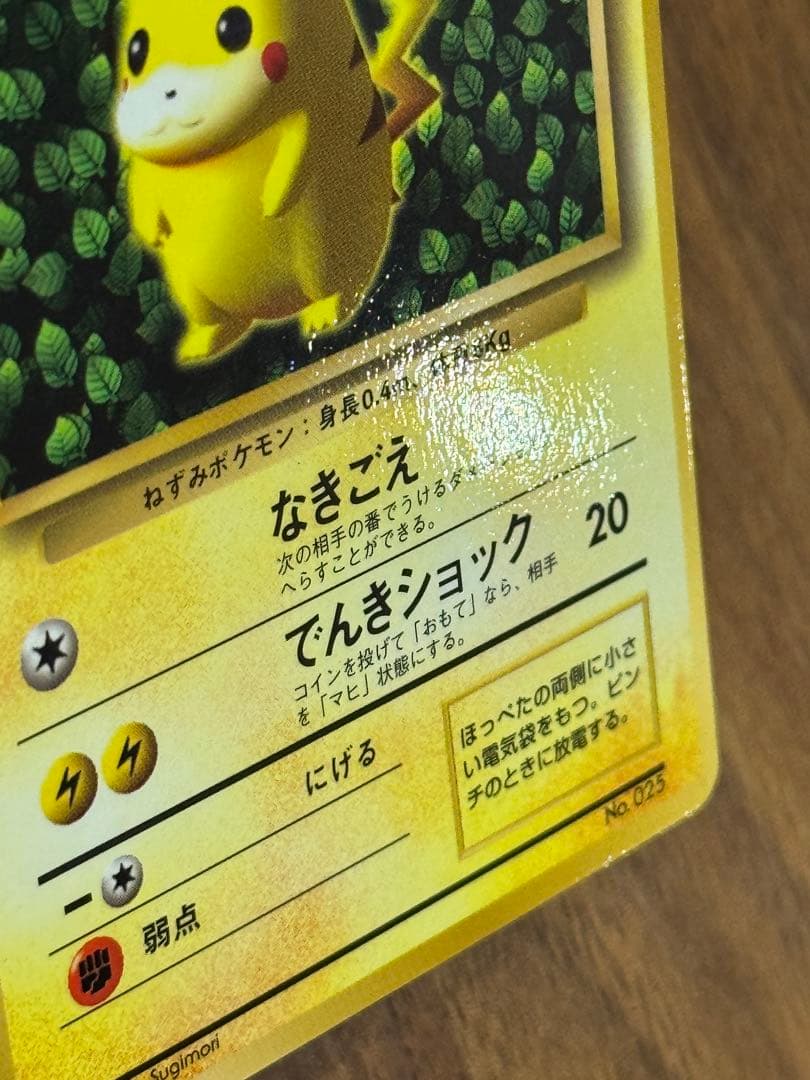 ねずみポケモン：身長0.4m、
なきごえ
次の相手の番でうけるダメ
へらすことができる。
でんきショック 20
コインを投げて「おもて」なら、相手
を「マヒ」状態にする。
にげる
弱点
ほっぺたの両側に小さ
い電気袋をもつ。ピン
チのときに放電する。
No. 025
Sugimori